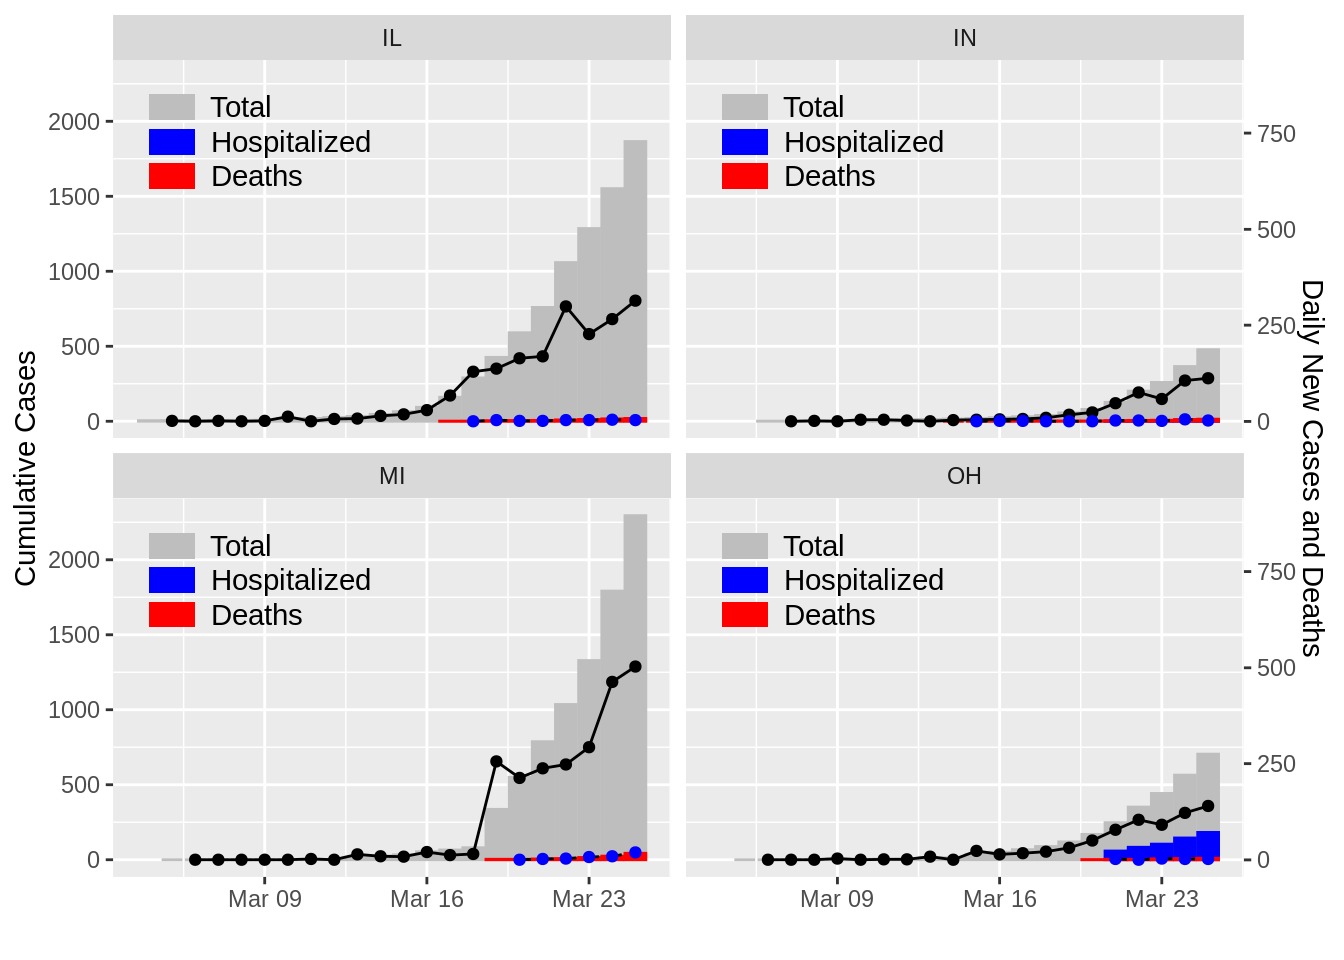 IL
IN
Total
Hospitalized
Deaths
Total
Hospitalized
Deaths
2000
1500
1000
500
0
750
500
250
0
MI
OH
Total
Hospitalized
Deaths
Total
Hospitalized
Deaths
2000
1500
1000
500
0
750
500
250
0
Mar 09
Mar 16
Mar 23
Mar 09
Mar 16
Mar 23
Cumulative Cases
Daily New Cases and Deaths